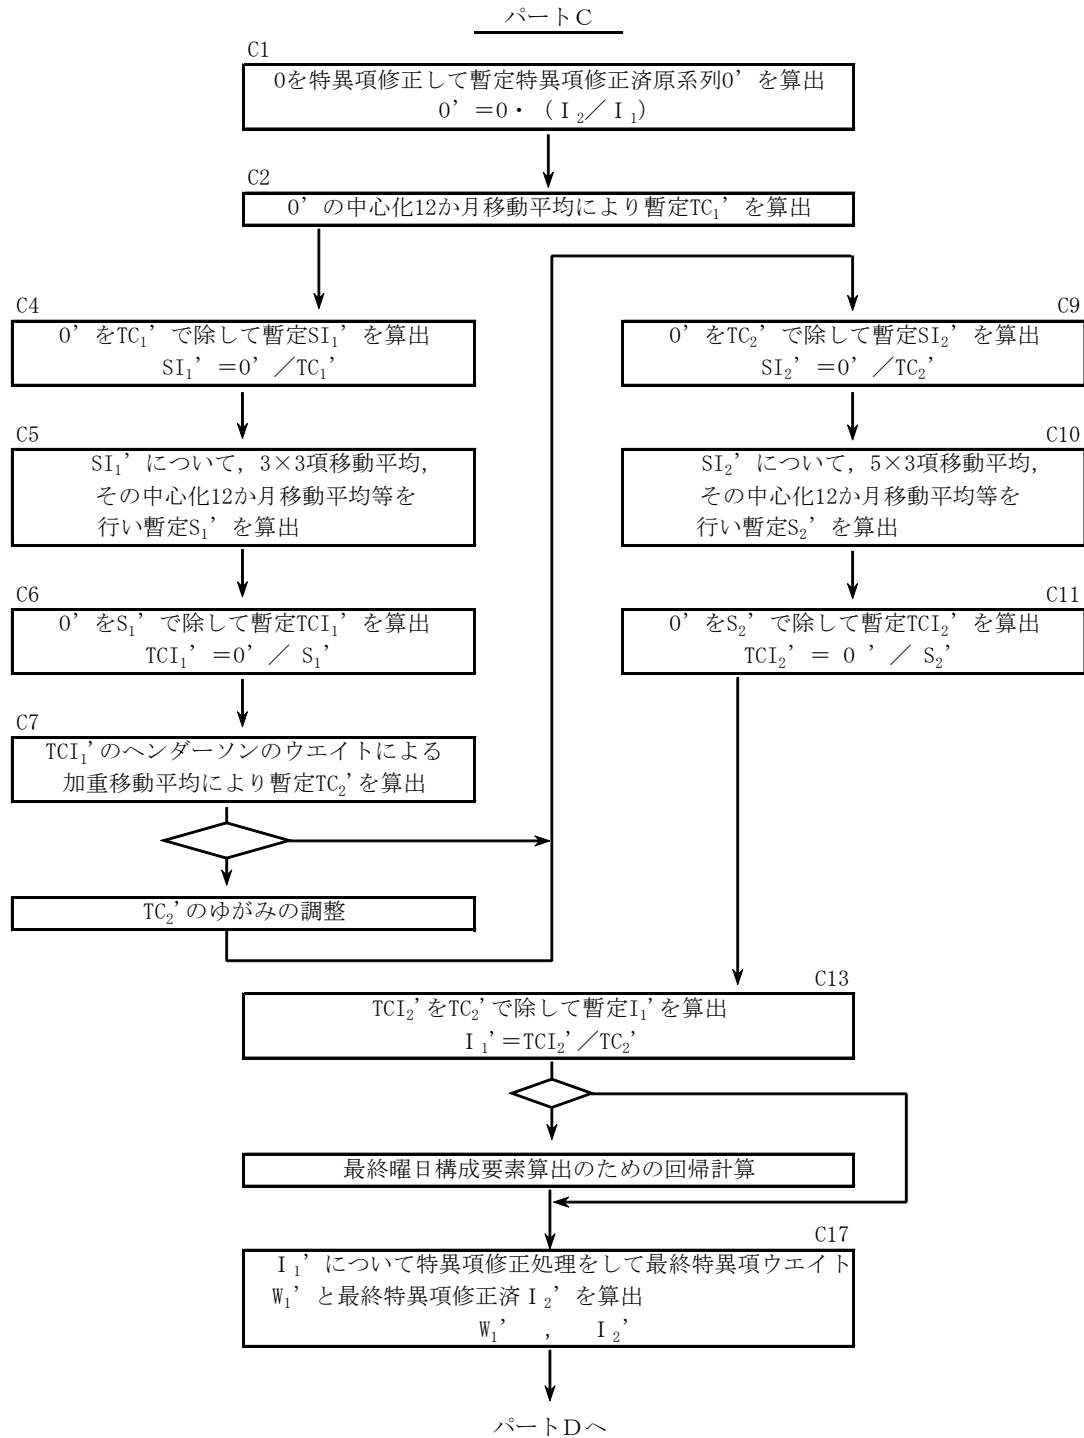 パートC
C1
Oを特異項修正して暫定特異項修正済原系列O’を算出
O’=O・(I₂／I₁)
C2
O’の中心化12か月移動平均により暫定TC₁’を算出
C4
O’をTC₁’で除して暫定SI₁’を算出
SI₁’=O’／TC₁’
C5
SI₁’について，3×3項移動平均，
その中心化12か月移動平均等を
行い暫定S₁’を算出
C6
O’をS₁’で除して暫定TCI₁’を算出
TCI₁’=O’／ S₁’
C7
TCI₁’のヘンダーソンのウエイトによる
加重移動平均により暫定TC₂’を算出
TC₂’のゆがみの調整
C9
O’をTC₂’で除して暫定SI₂’を算出
SI₂’=O’／TC₂’
C10
SI₂’について，5×3項移動平均，
その中心化12か月移動平均等を
行い暫定S₂’を算出
C11
O’をS₂’で除して暫定TCI₂’を算出
TCI₂’= O ’／ S₂’
C13
TCI₂’をTC₂’で除して暫定I₁’を算出
I₁’=TCI₂’／TC₂’
最終曜日構成要素算出のための回帰計算
C17
I₁’について特異項修正処理をして最終特異項ウエイト
W₁’と最終特異項修正済I₂’を算出
W₁’ , I₂’
パートDへ